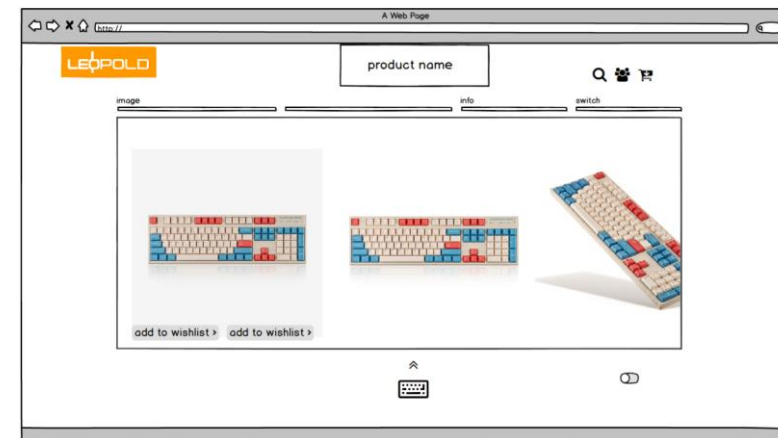 A Web Page
http://
LEOPOLD
product name
image
info
switch
add to wishlist >
add to wishlist >